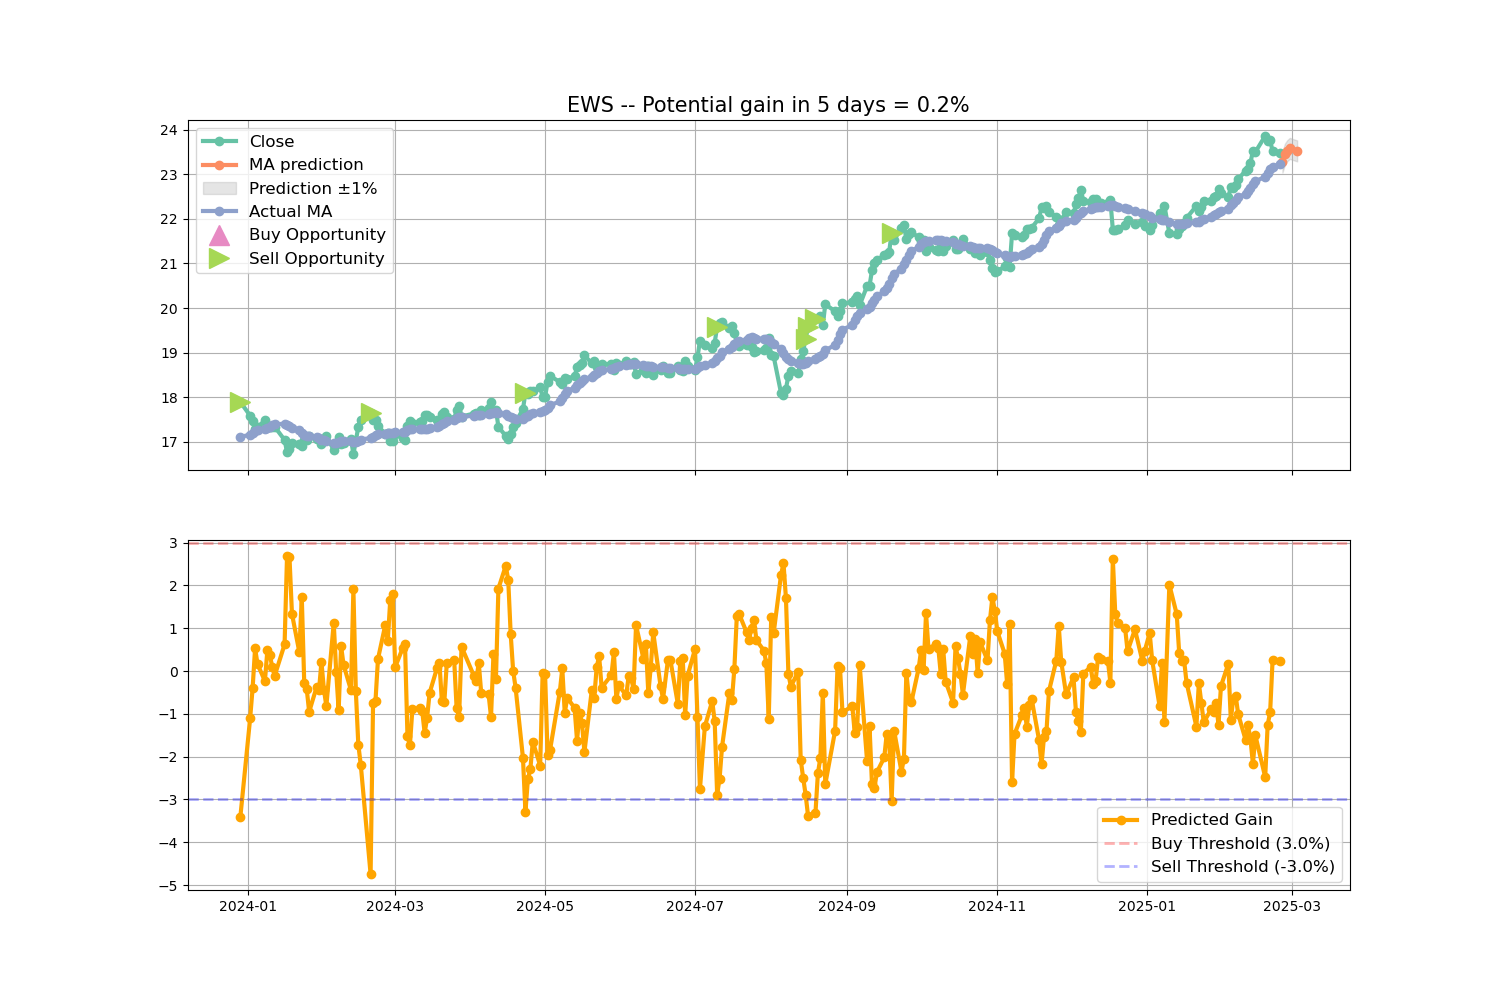 EWS -- Potential gain in 5 days = 0.2%
24
23
22
21
20
19
18
17
Close
MA prediction
Prediction ±1%
Actual MA
Buy Opportunity
Sell Opportunity
3
2
1
0
−1
−2
−3
−4
−5
Predicted Gain
Buy Threshold (3.0%)
Sell Threshold (-3.0%)
2024-01
2024-03
2024-05
2024-07
2024-09
2024-11
2025-01
2025-03